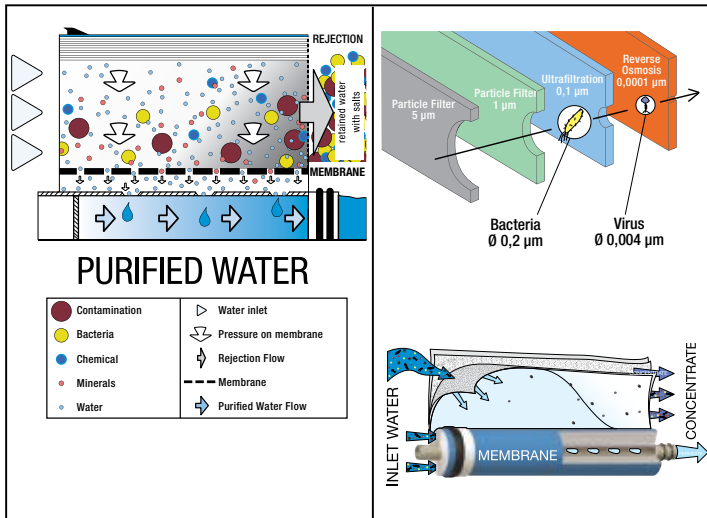 REJECTION
retained water
with salts
MEMBRANE
PURIFIED WATER
Contamination
Bacteria
Chemical
Minerals
Water
Water inlet
Pressure on membrane
Rejection Flow
Membrane
Purified Water Flow
Particle Filter
5 µm
Particle Filter
1 µm
Ultrafiltration
0,1 µm
Reverse
Osmosis
0,0001 µm
Bacteria
Ø 0,2 µm
Virus
Ø 0,004 µm
INLET WATER
MEMBRANE
CONCENTRATE